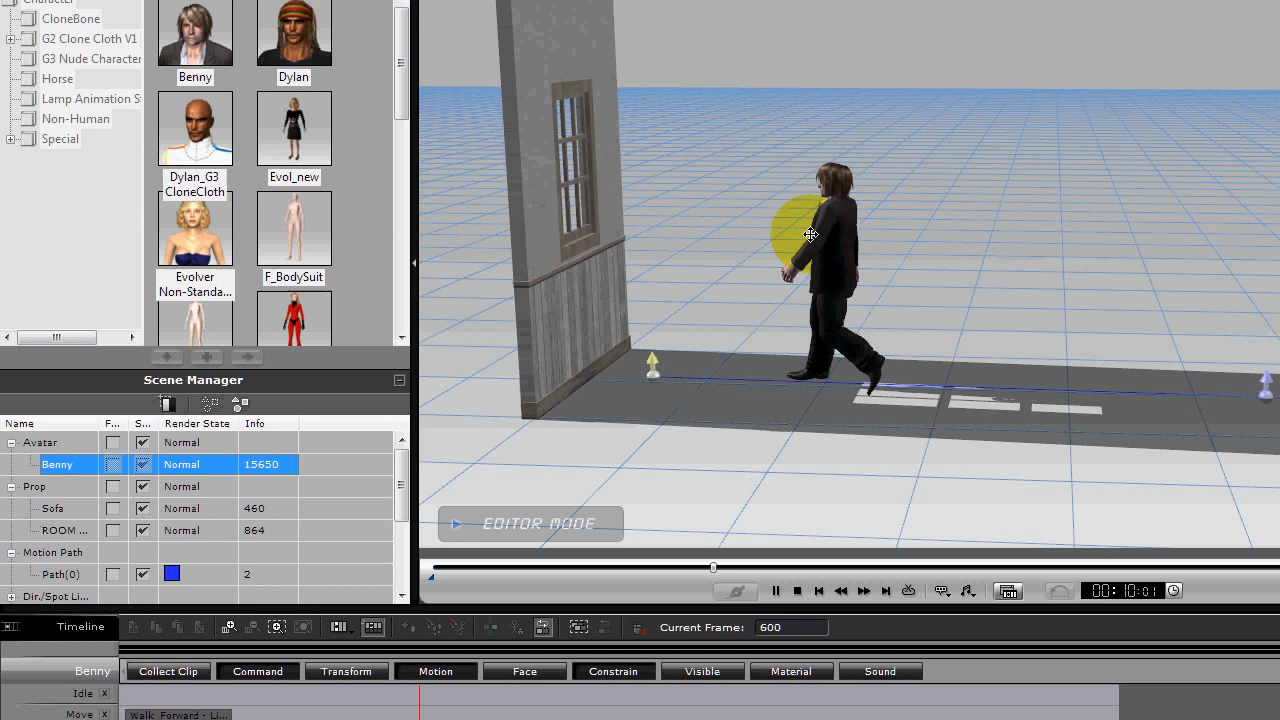 Character
CloneBone
G2 Clone Cloth V1
G3 Nude Character
Horse
Lamp Animation S
Non-Human
Special
Benny
Dylan
Dylan_G3
CloneCloth
Evol_new
Evolver
Non-Standa...
F_BodySuit
Scene Manager
Name F... S... Render State Info
Avatar Normal
Benny Normal 15650
Prop Normal
Sofa Normal 460
ROOM ... Normal 864
Motion Path
Path(0) 2
Dir./Spot Li...
EDITOR MODE
00:10:01
Timeline
Current Frame: 600
Benny
Collect Clip Command Transform Motion Face Constrain Visible Material Sound
Idle x
Move x
Walk_Forward - Li...